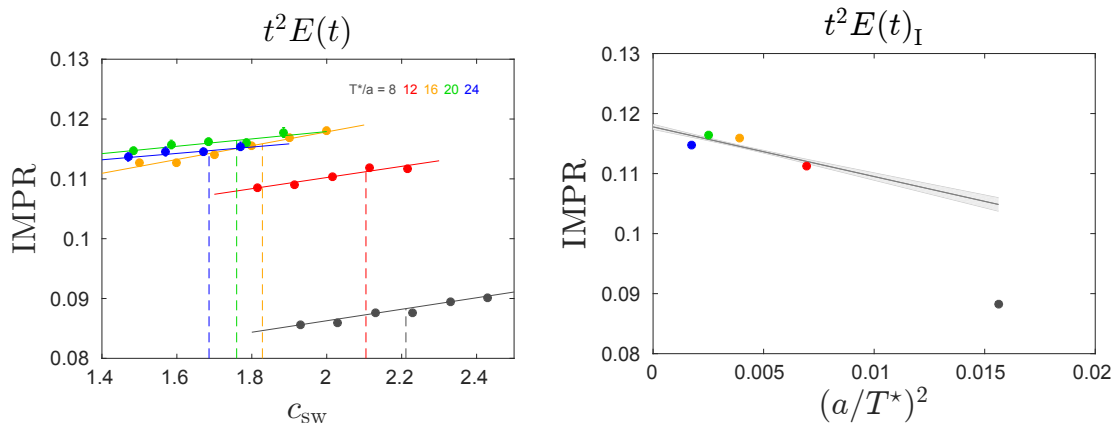 t²E(t)
IMPR
0.13
0.12
0.11
0.1
0.09
0.08
T*/a = 8 12 16 20 24
1.4 1.6 1.8 2 2.2 2.4
c_sw
t²E(t)_I
IMPR
0.13
0.12
0.11
0.1
0.09
0.08
0 0.005 0.01 0.015 0.02
(a/T⋆)²